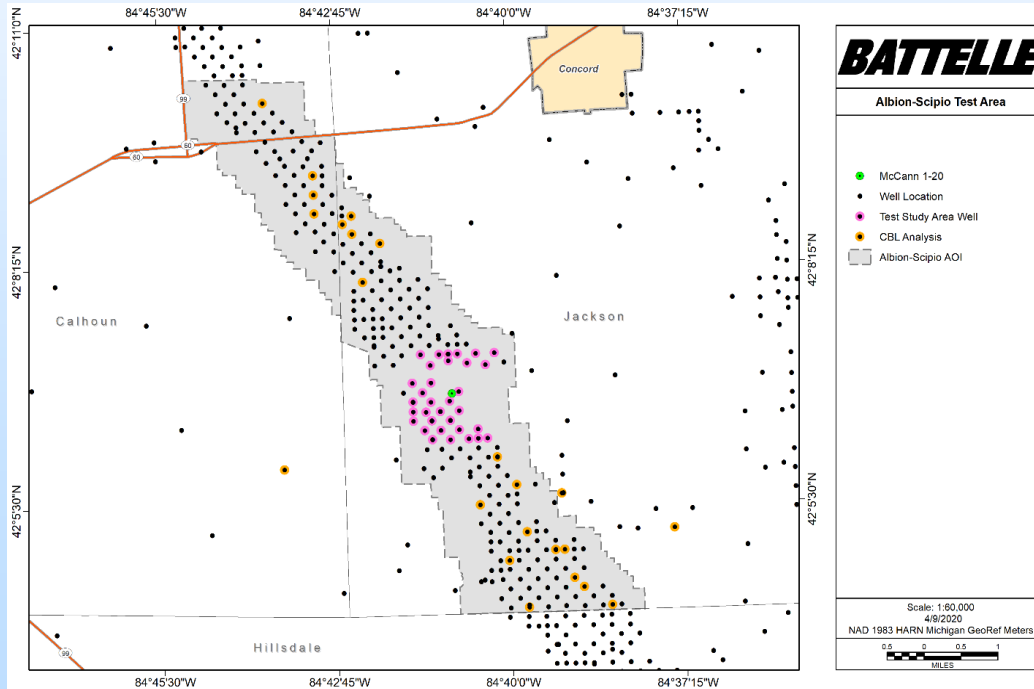 84°45'30"W
84°42'45"W
84°40'0"W
84°37'15"W
42°11'0"N
42°8'15"N
42°5'30"N
42°8'15"N
42°5'30"N
Concord
99
60
60
Calhoun
Jackson
Hillsdale
99
84°45'30"W
84°42'45"W
84°40'0"W
84°37'15"W
BATTELLE
Albion-Scipio Test Area
McCann 1-20
Well Location
Test Study Area Well
CBL Analysis
Albion-Scipio AOI
Scale: 1:60,000
4/9/2020
NAD 1983 HARN Michigan GeoRef Meters
0.5 0 0.5 1
MILES